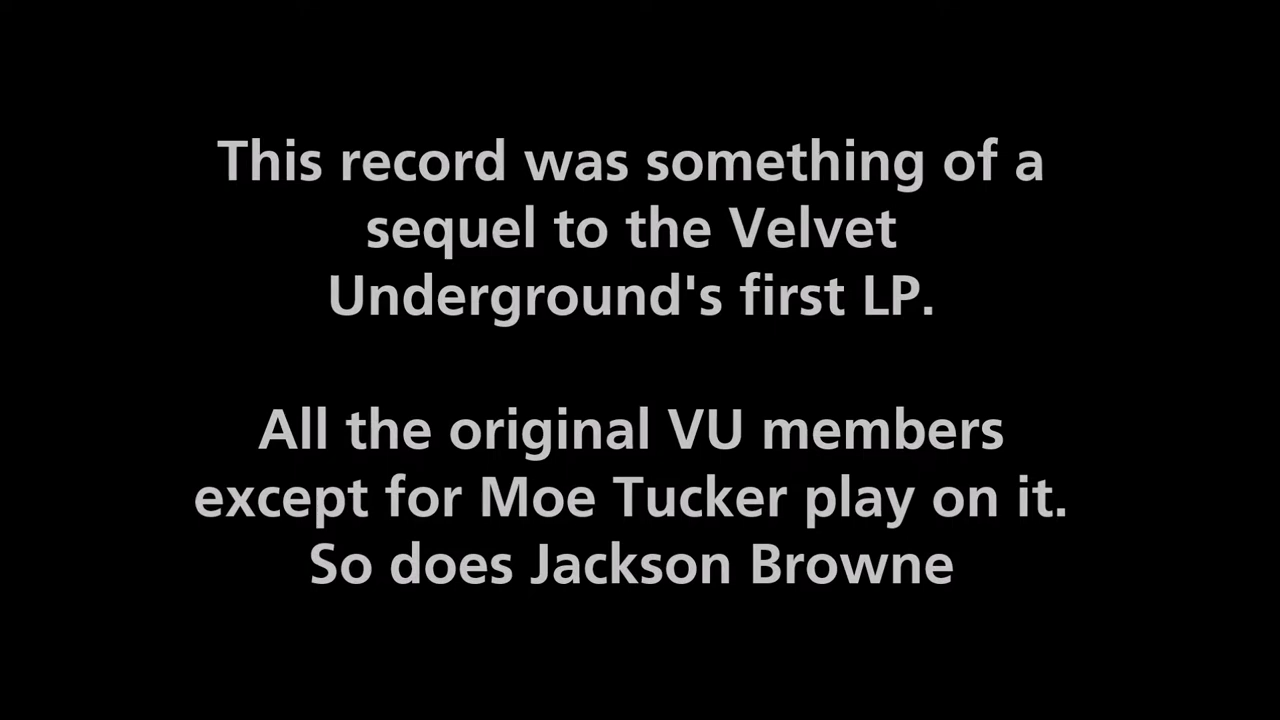 This record was something of a
sequel to the Velvet
Underground's first LP.
All the original VU members
except for Moe Tucker play on it.
So does Jackson Browne